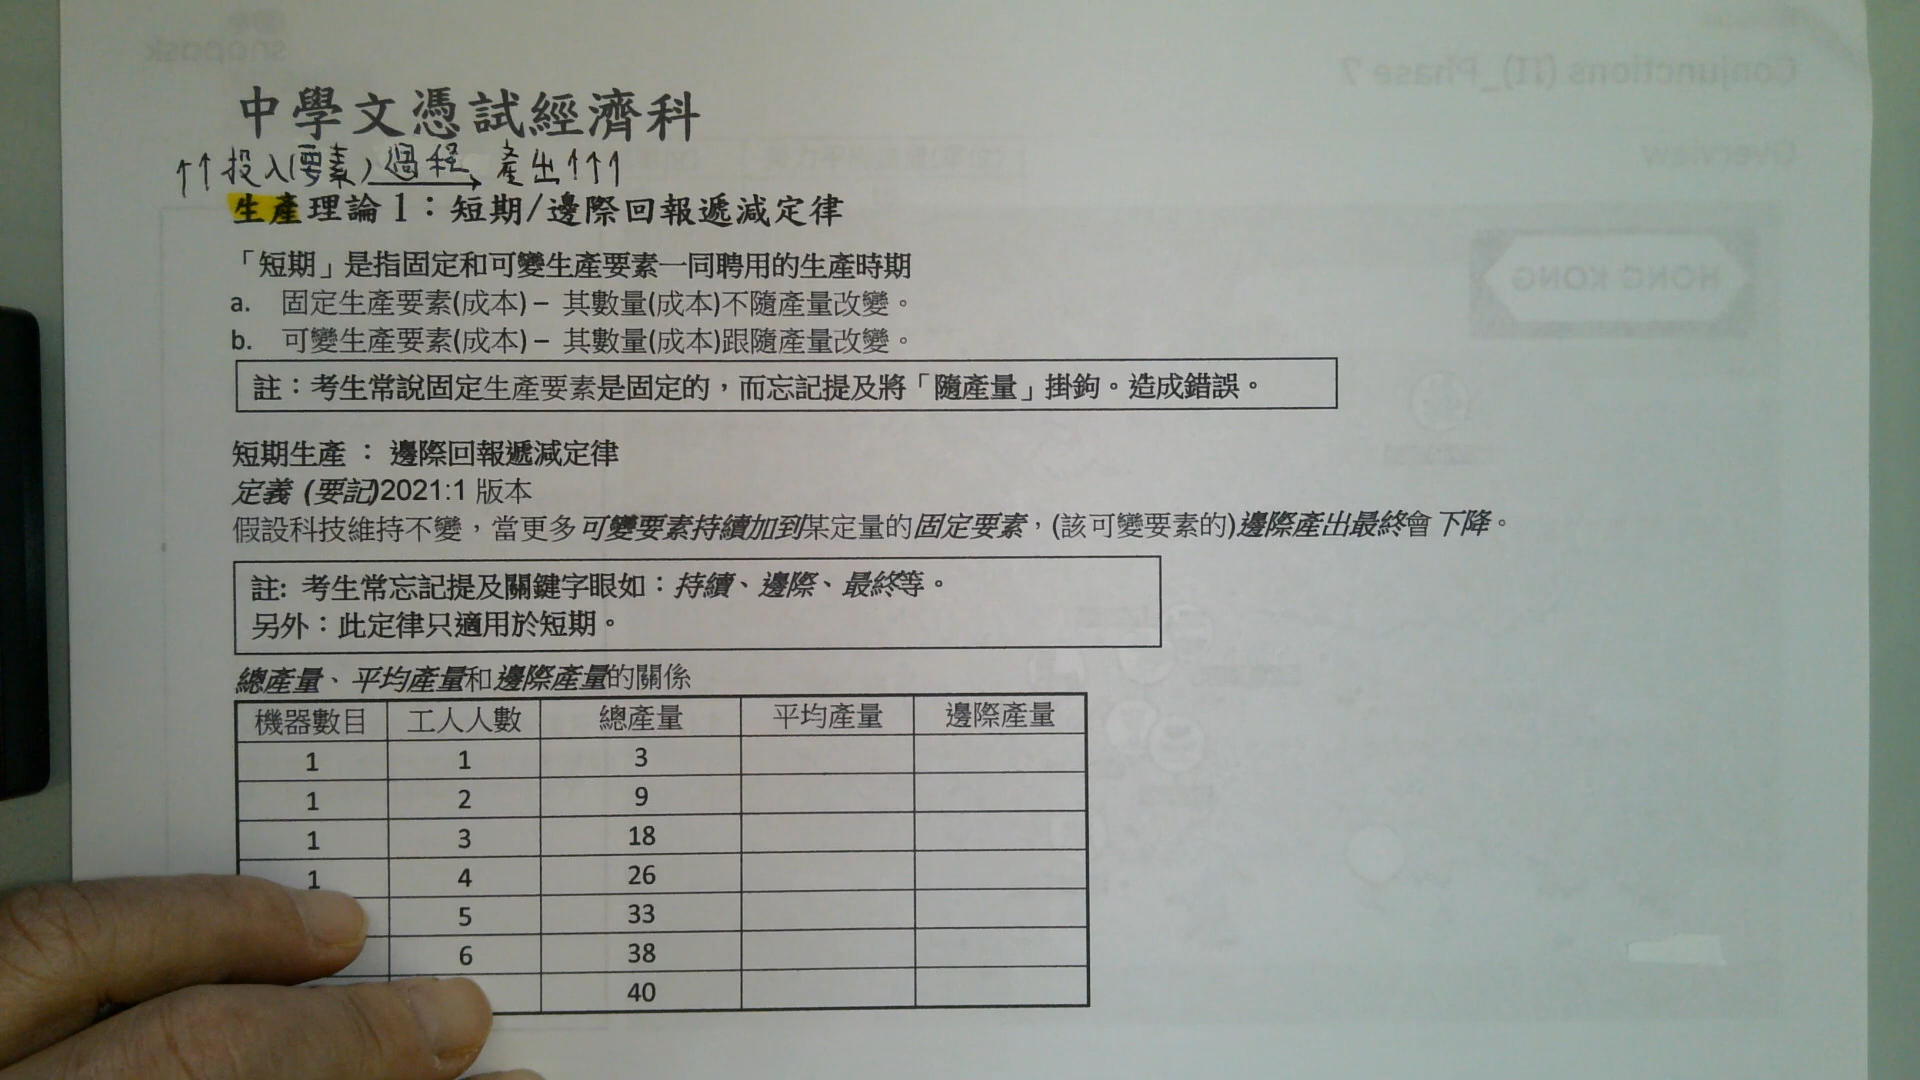 中學文憑試經濟科
↑↑投入(要素) 過程 產出↑↑↑
生產理論 1：短期/邊際回報遞減定律
「短期」是指固定和可變生產要素一同聘用的生產時期
a. 固定生產要素(成本) – 其數量(成本)不隨產量改變。
b. 可變生產要素(成本) – 其數量(成本)跟隨產量改變。
註：考生常說固定生產要素是固定的，而忘記提及將「隨產量」掛鉤。造成錯誤。
短期生產 ： 邊際回報遞減定律
定義 (要記)2021:1 版本
假設科技維持不變，當更多可變要素持續加到某定量的固定要素，(該可變要素的)邊際產出最終會下降。
註: 考生常忘記提及關鍵字眼如：持續、邊際、最終等。
另外：此定律只適用於短期。
總產量、平均產量和邊際產量的關係
機器數目 工人人數 總產量 平均產量 邊際產量
1 1 3
1 2 9
1 3 18
1 4 26
5 33
6 38
40
snapask
Conjunctions (II)_Phase 7
Overview
HONG KONG